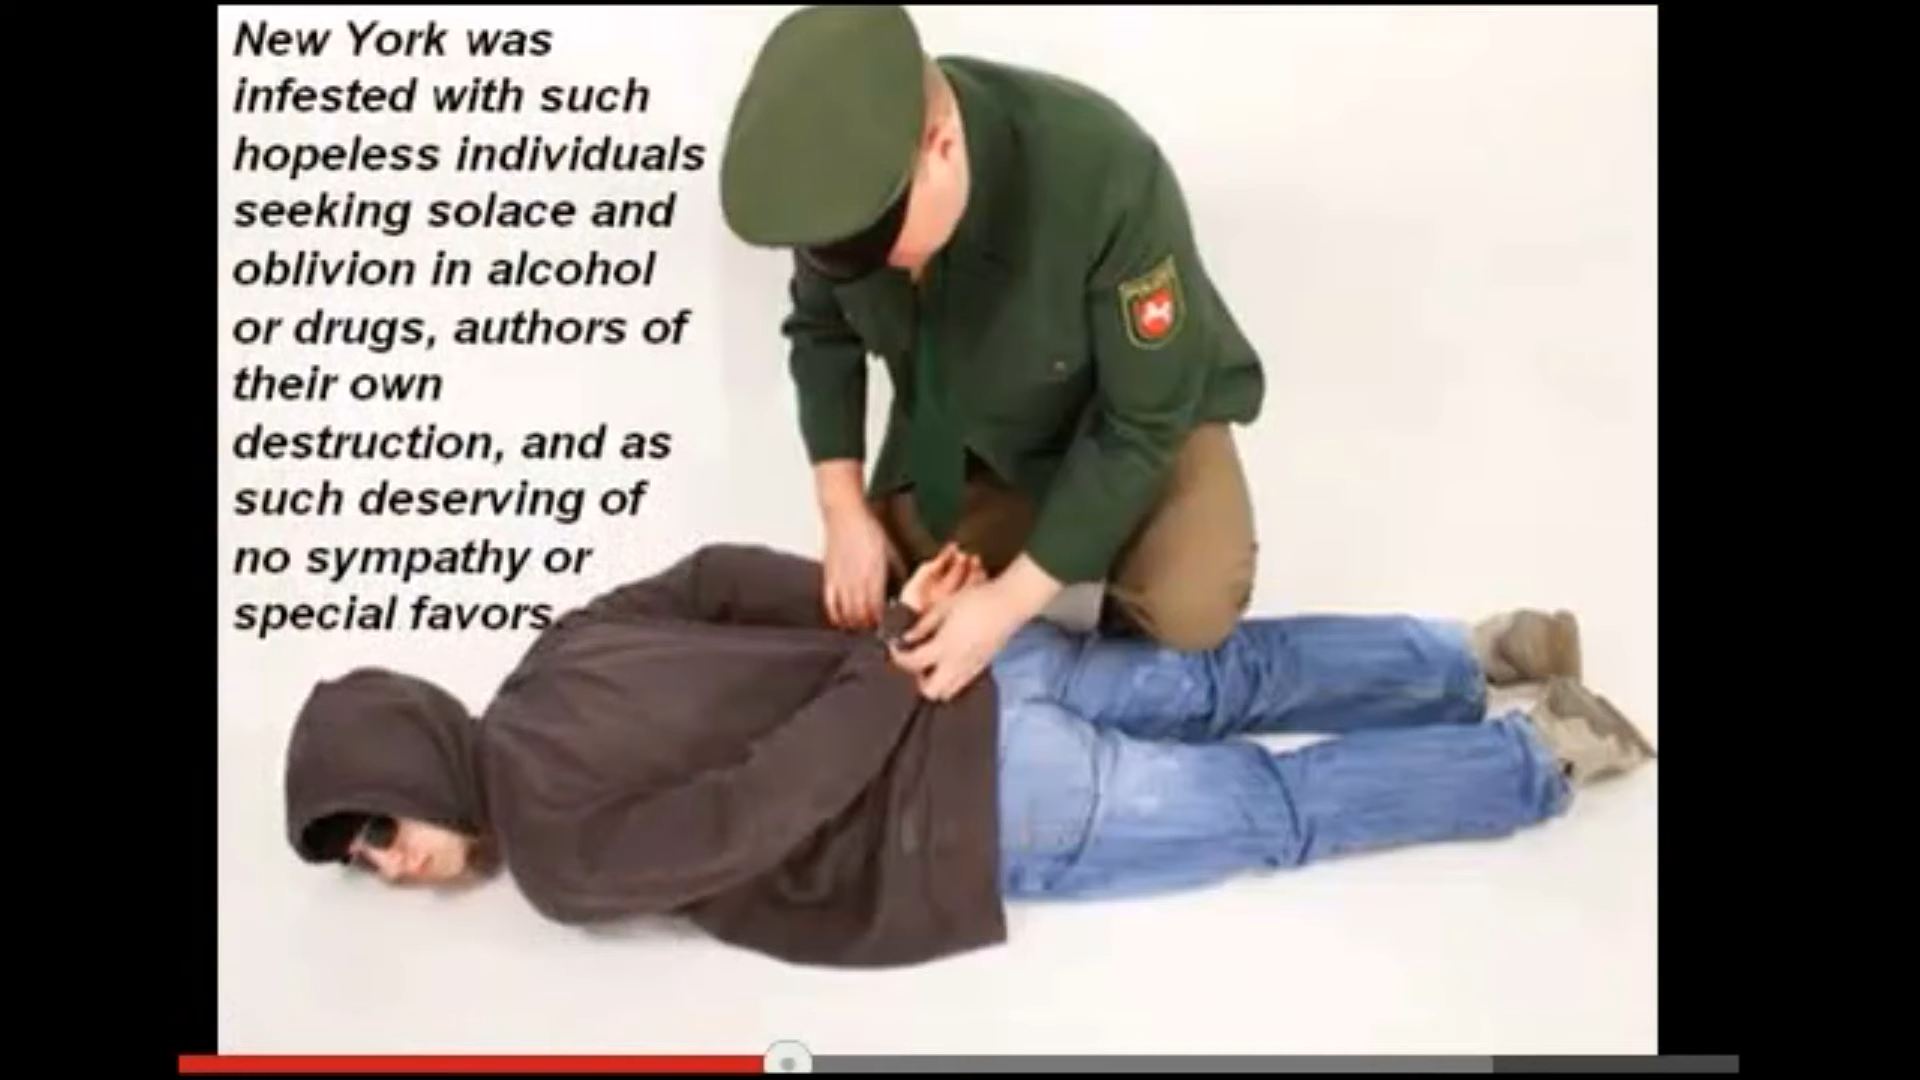 New York was
infested with such
hopeless individuals
seeking solace and
oblivion in alcohol
or drugs, authors of
their own
destruction, and as
such deserving of
no sympathy or
special favors.